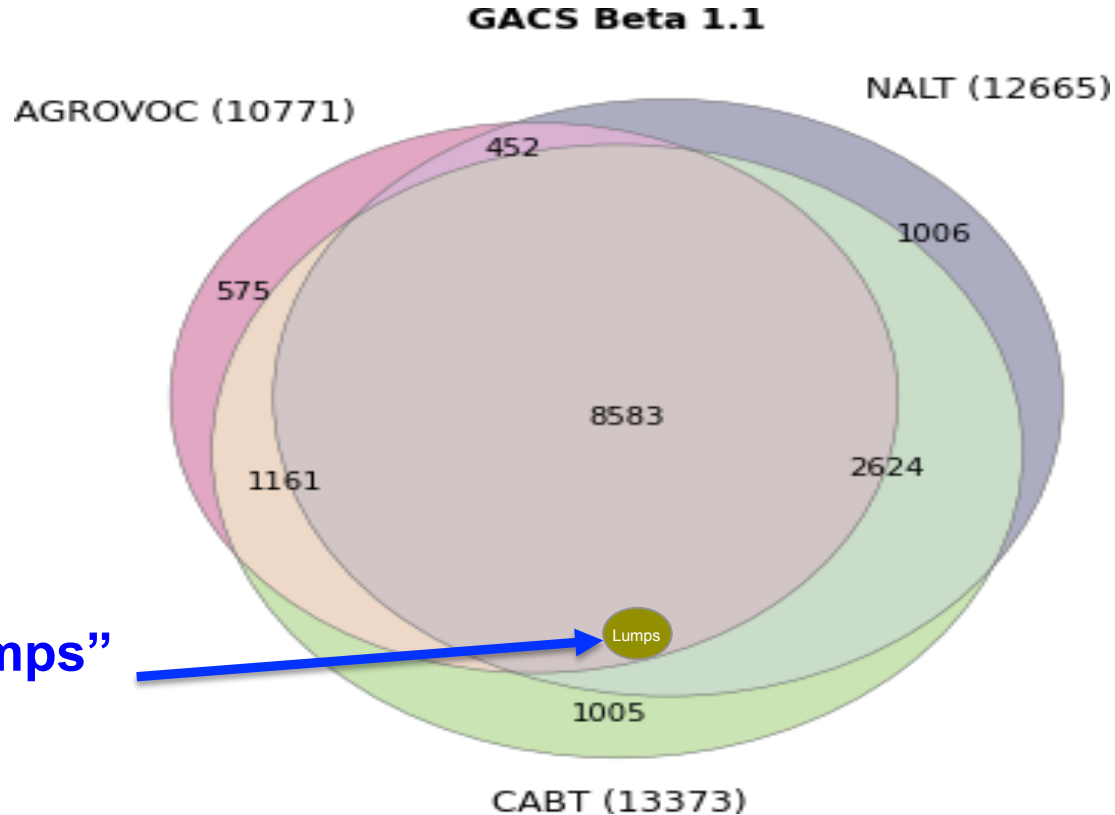 GACS Beta 1.1
NALT (12665)
AGROVOC (10771)
452
1006
575
8583
2624
1161
Lumps
mps”
1005
CABT (13373)